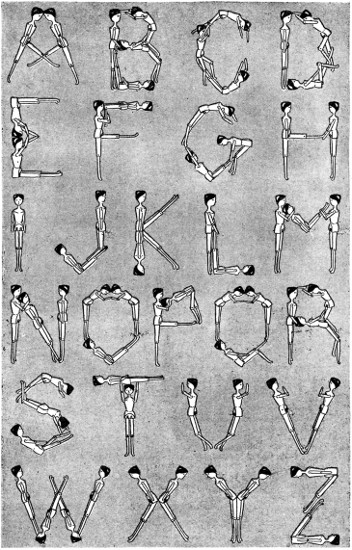 A B C D
E F G H
I J K L M
N O P Q R
S T U V
W X Y Z